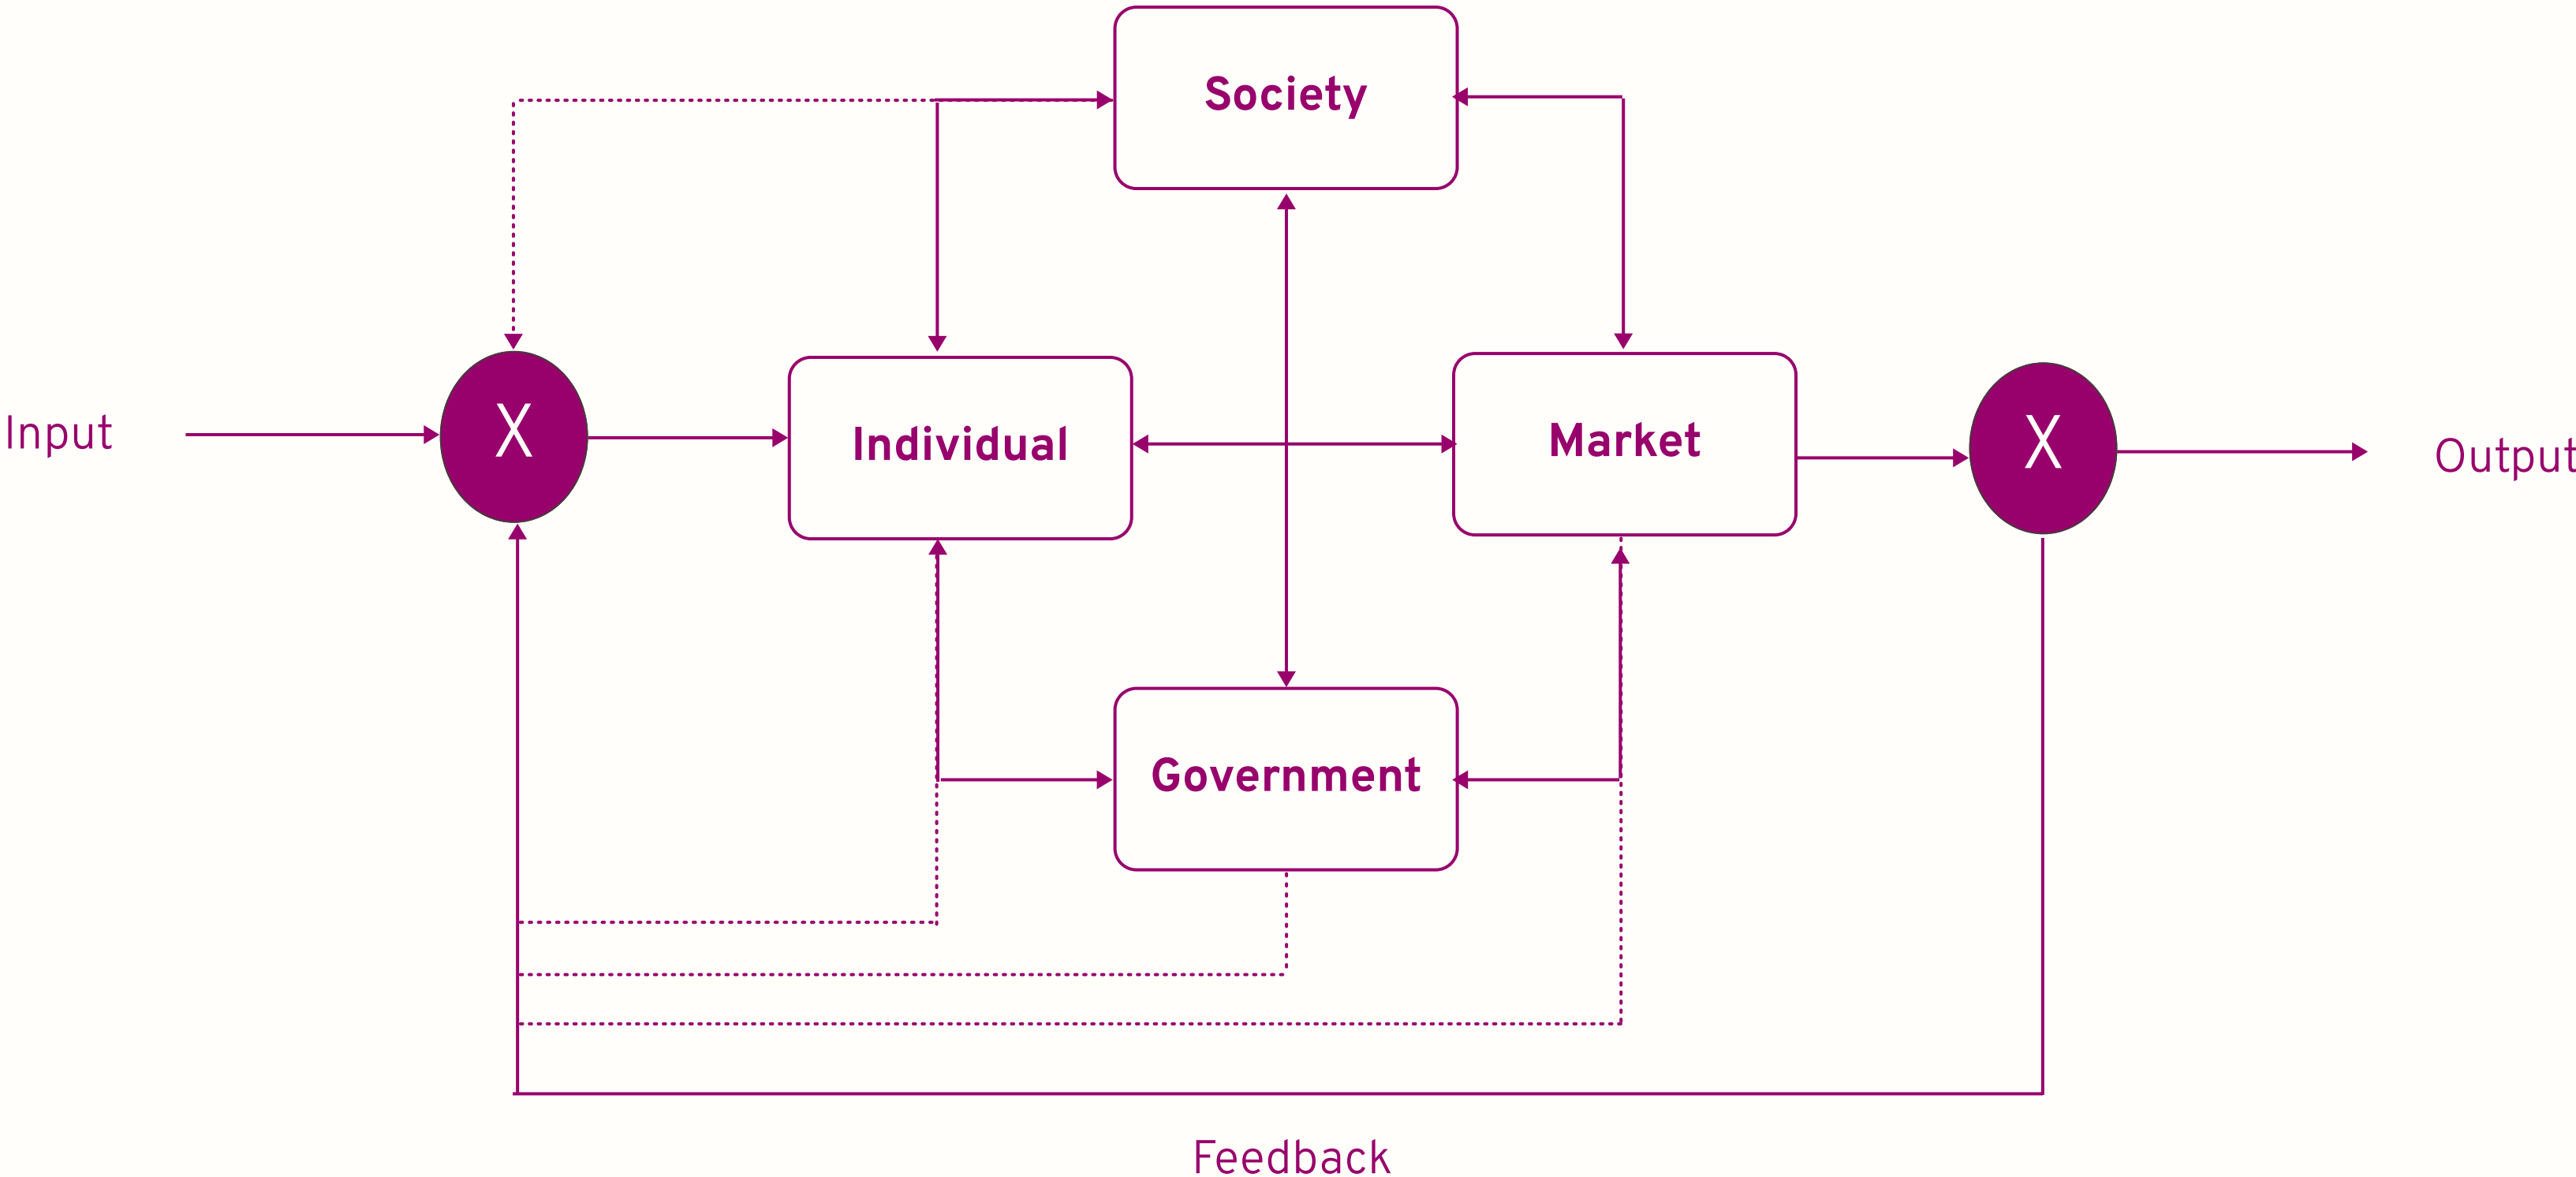 Society
Input
X
Individual
Market
X
Output
Government
Feedback